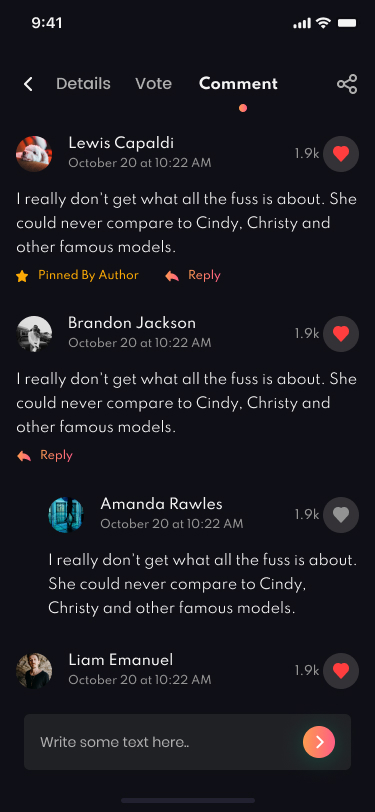 9:41
Details Vote Comment
Lewis Capaldi
October 20 at 10:22 AM
1.9k
I really don't get what all the fuss is about. She
could never compare to Cindy, Christy and
other famous models.
Pinned By Author Reply
Brandon Jackson
October 20 at 10:22 AM
1.9k
I really don't get what all the fuss is about. She
could never compare to Cindy, Christy and
other famous models.
Reply
Amanda Rawles
October 20 at 10:22 AM
1.9k
I really don't get what all the fuss is about.
She could never compare to Cindy,
Christy and other famous models.
Liam Emanuel
October 20 at 10:22 AM
1.9k
Write some text here..